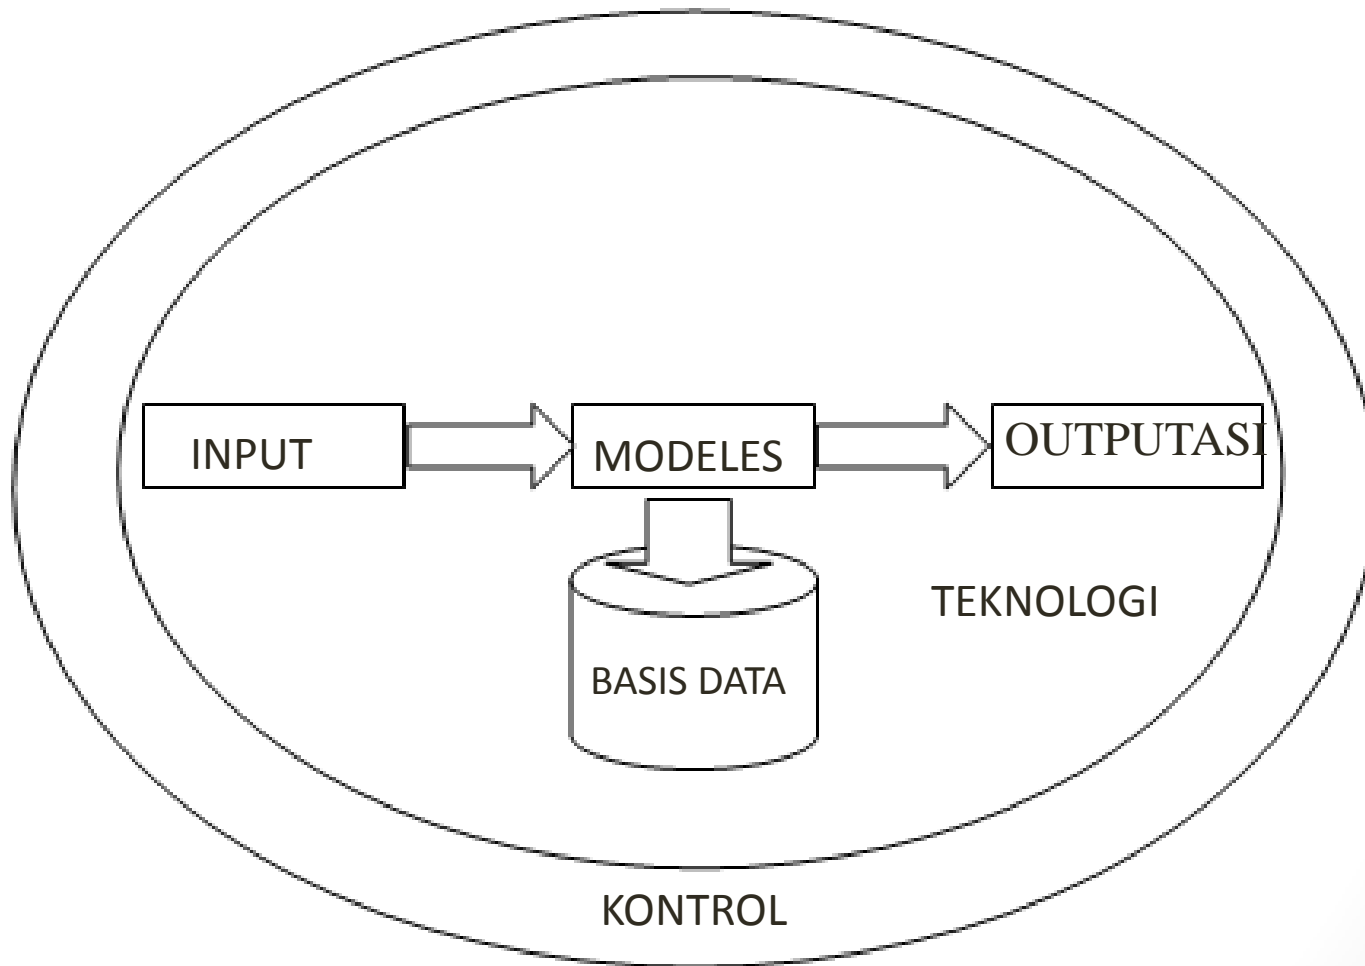 INPUT
MODELES
OUTPUTASI
TEKNOLOGI
BASIS DATA
KONTROL